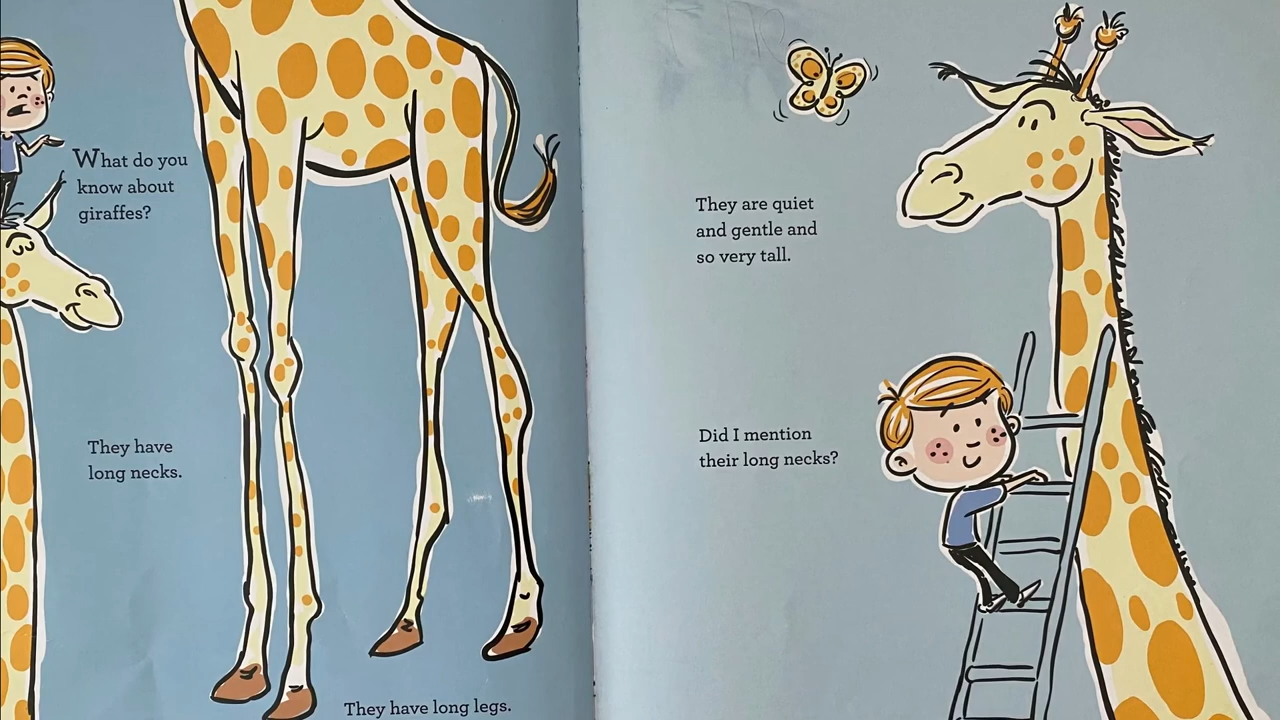 What do you
know about
giraffes?
They have
long necks.
They have long legs.
They are quiet
and gentle and
so very tall.
Did I mention
their long necks?